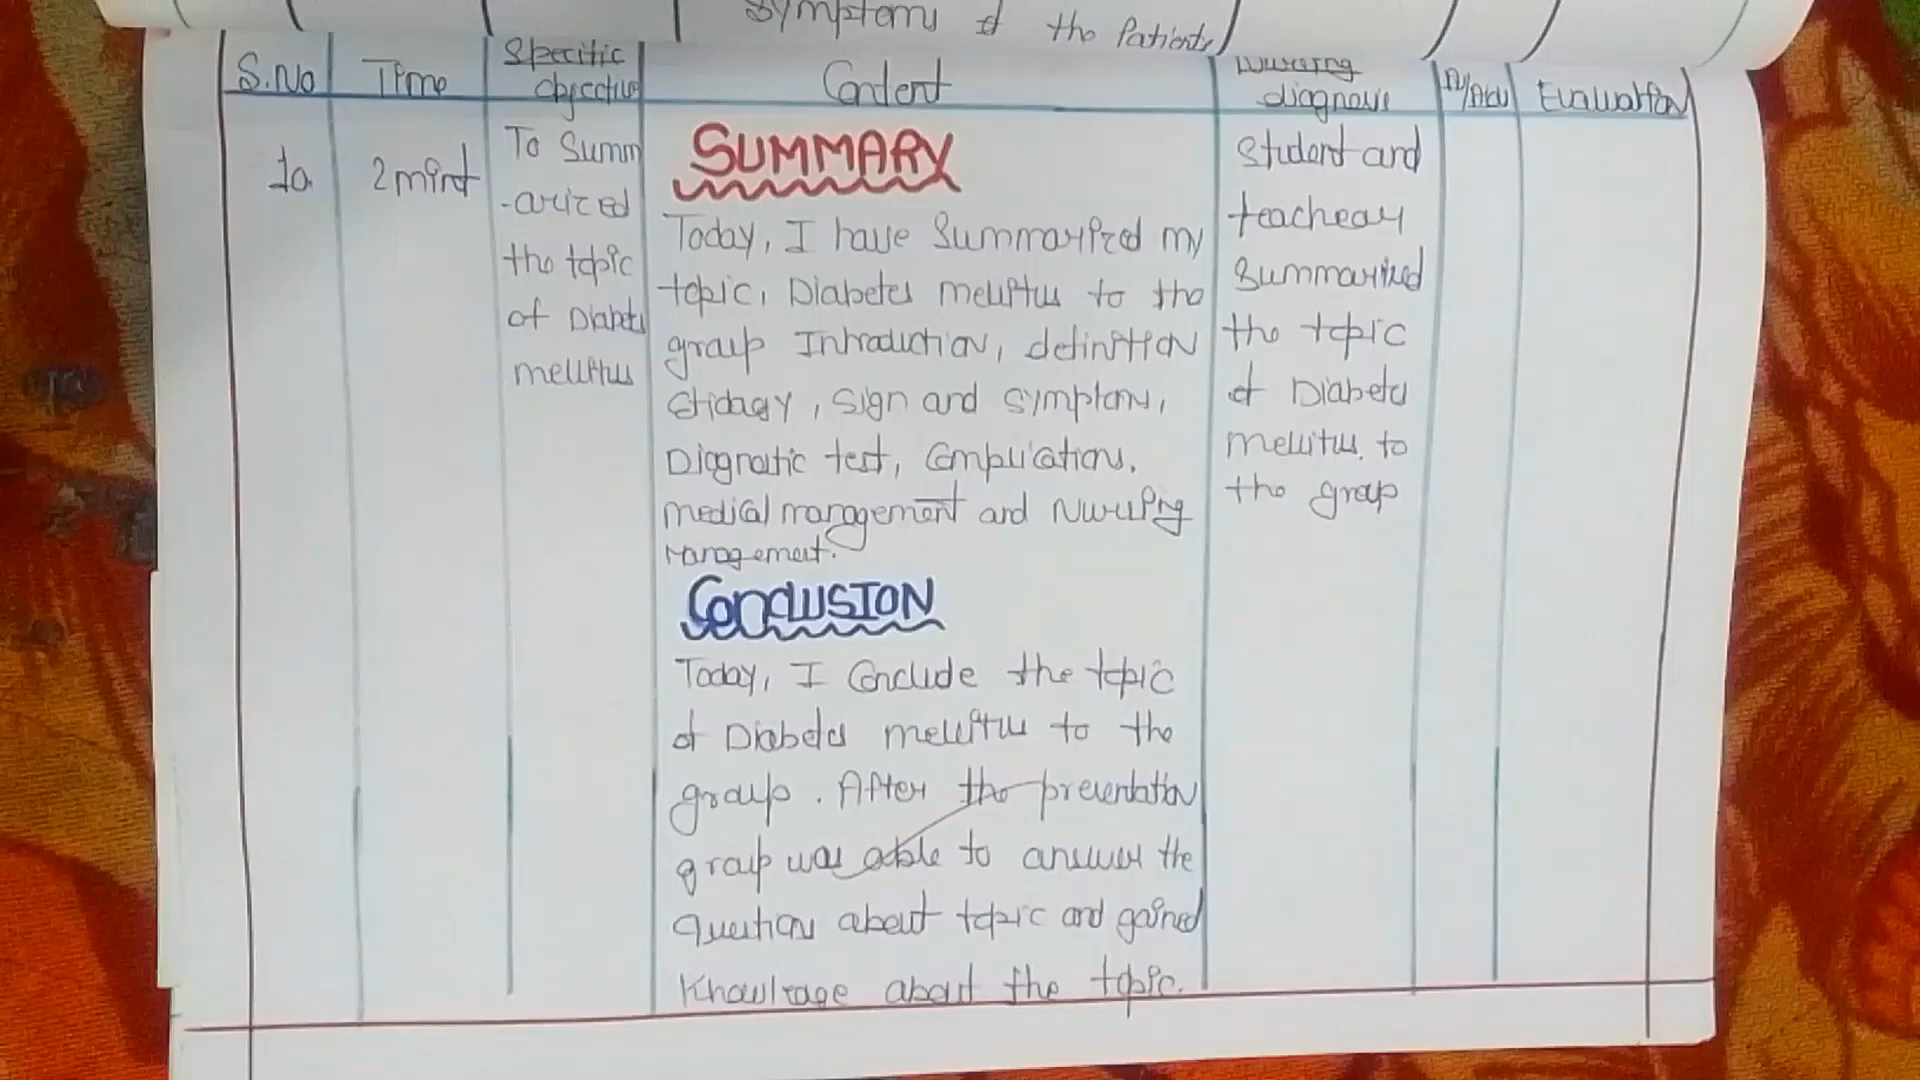 Symptoms of the Patients
S.No
Time
Specific
objective
Content
Nursing
diagnosis
Evaluation
10
2 mint
To Summ
-arized
the topic
of Diabetes
mellitus
SUMMARY
Today, I have Summarized my
topic, Diabetes mellitus to the
group Introduction, definition
Etiology, sign and symptoms,
Diagnostic test, Complications,
medical management and Nursing
Management.
CONCLUSION
Today, I Conclude the topic
of Diabetes mellitus to the
group. After the presentation
group was able to answer the
question about topic and gained
Knowledge about the topic.
Student and
Summarized
the topic
of Diabetes
mellitus to
the group